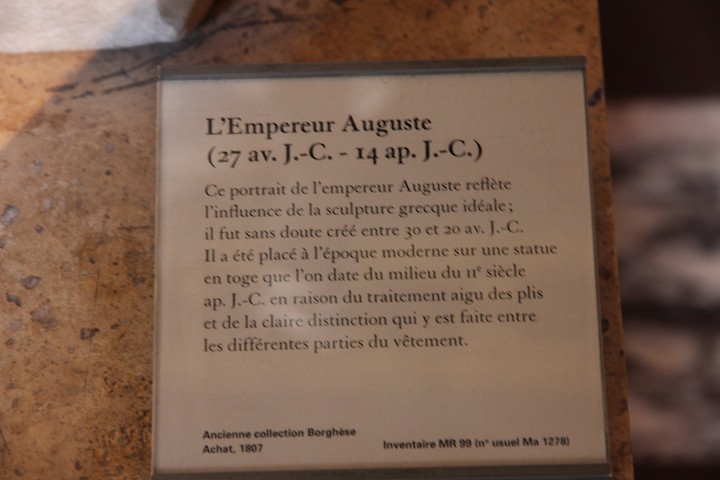 L'Empereur Auguste
(27 av. J.-C. - 14 ap. J.-C.)
Ce portrait de l'empereur Auguste reflète
l'influence de la sculpture grecque idéale ;
il fut sans doute créé entre 30 et 20 av. J.-C.
Il a été placé à l'époque moderne sur une statue
en toge que l'on date du milieu du IIe siècle
ap. J.-C. en raison du traitement aigu des plis
et de la claire distinction qui y est faite entre
les différentes parties du vêtement.
Ancienne collection Borghèse
Achat, 1807
Inventaire MR 99 (n° usuel Ma 1278)